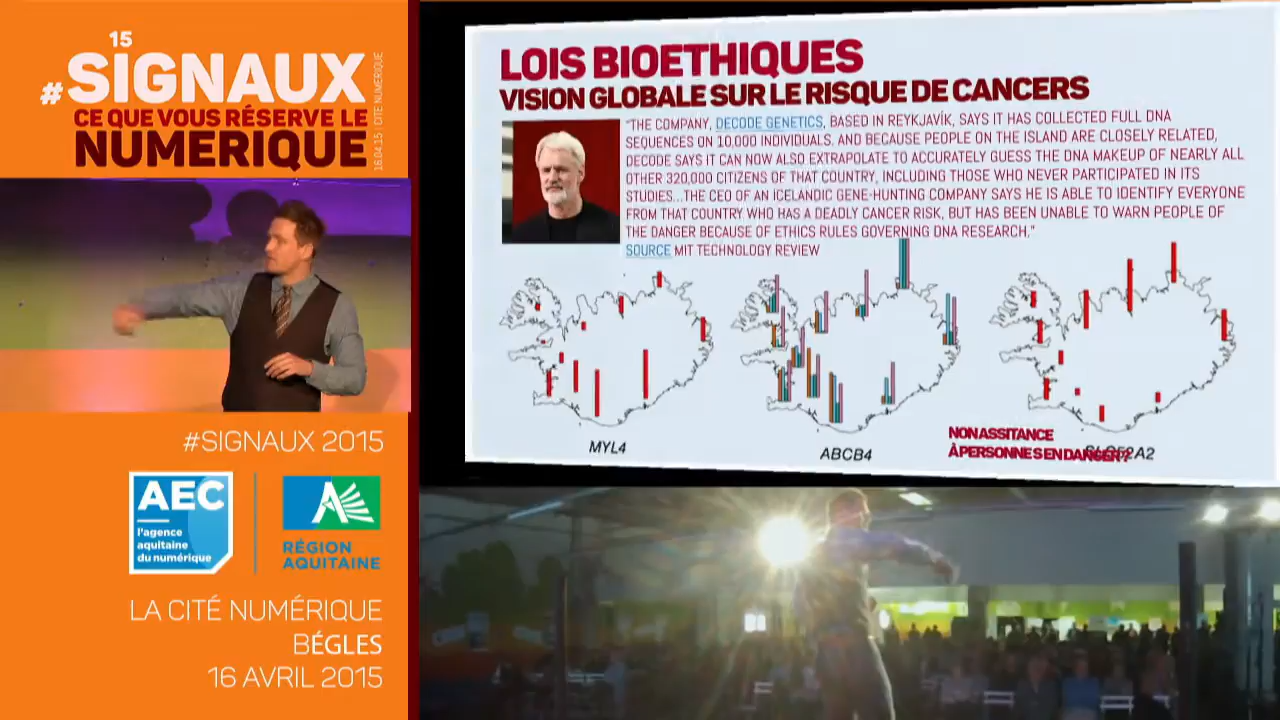 15
#SIGNAUX
CE QUE VOUS RÉSERVE LE
NUMERIQUE
16.04.15 | CITÉ NUMÉRIQUE
#SIGNAUX 2015
AEC
l'agence
aquitaine
du numérique
RÉGION
AQUITAINE
LA CITÉ NUMÉRIQUE
BÉGLES
16 AVRIL 2015
LOIS BIOETHIQUES
VISION GLOBALE SUR LE RISQUE DE CANCERS
"THE COMPANY, DECODE GENETICS, BASED IN REYKJAVÍK, SAYS IT HAS COLLECTED FULL DNA
SEQUENCES ON 10,000 INDIVIDUALS. AND BECAUSE PEOPLE ON THE ISLAND ARE CLOSELY RELATED,
DECODE SAYS IT CAN NOW ALSO EXTRAPOLATE TO ACCURATELY GUESS THE DNA MAKEUP OF NEARLY ALL
OTHER 320,000 CITIZENS OF THAT COUNTRY, INCLUDING THOSE WHO NEVER PARTICIPATED IN ITS
STUDIES...THE CEO OF AN ICELANDIC GENE-HUNTING COMPANY SAYS HE IS ABLE TO IDENTIFY EVERYONE
FROM THAT COUNTRY WHO HAS A DEADLY CANCER RISK, BUT HAS BEEN UNABLE TO WARN PEOPLE OF
THE DANGER BECAUSE OF ETHICS RULES GOVERNING DNA RESEARCH."
SOURCE MIT TECHNOLOGY REVIEW
MYL4
ABCB4
NON ASSITANCE
À PERSONNES EN DANGER ?